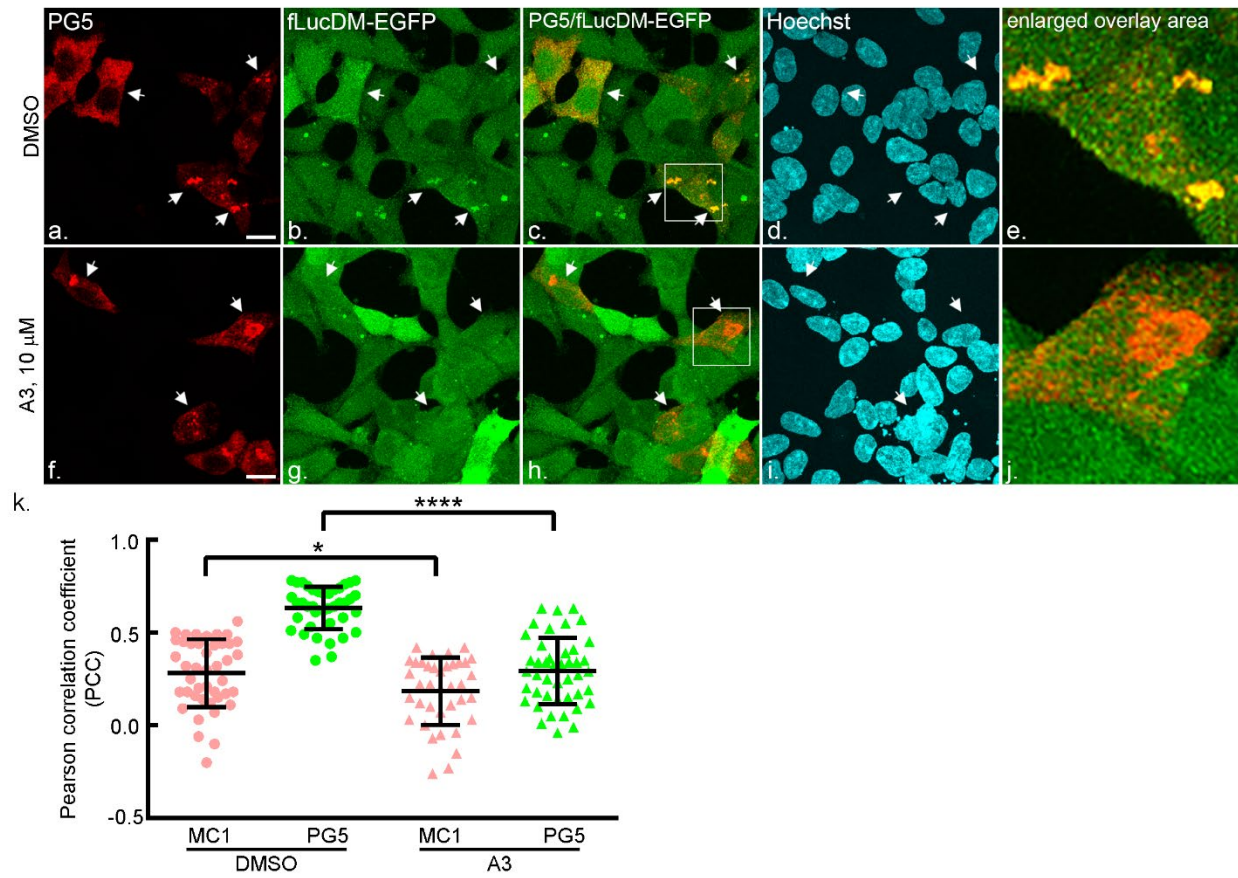 PG5
fLucDM-EGFP
PG5/fLucDM-EGFP
Hoechst
enlarged overlay area
DMSO
a.
b.
c.
d.
e.
A3, 10 µM
f.
g.
h.
i.
j.
k.
****
*
Pearson correlation coefficient
(PCC)
1.0
0.5
0.0
-0.5
MC1
PG5
MC1
PG5
DMSO
A3